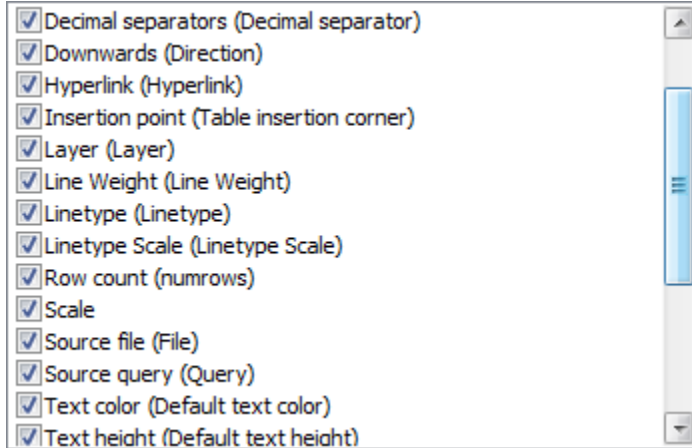 Decimal separators (Decimal separator)
Downwards (Direction)
Hyperlink (Hyperlink)
Insertion point (Table insertion corner)
Layer (Layer)
Line Weight (Line Weight)
Linetype (Linetype)
Linetype Scale (Linetype Scale)
Row count (numrows)
Scale
Source file (File)
Source query (Query)
Text color (Default text color)
Text height (Default text height)